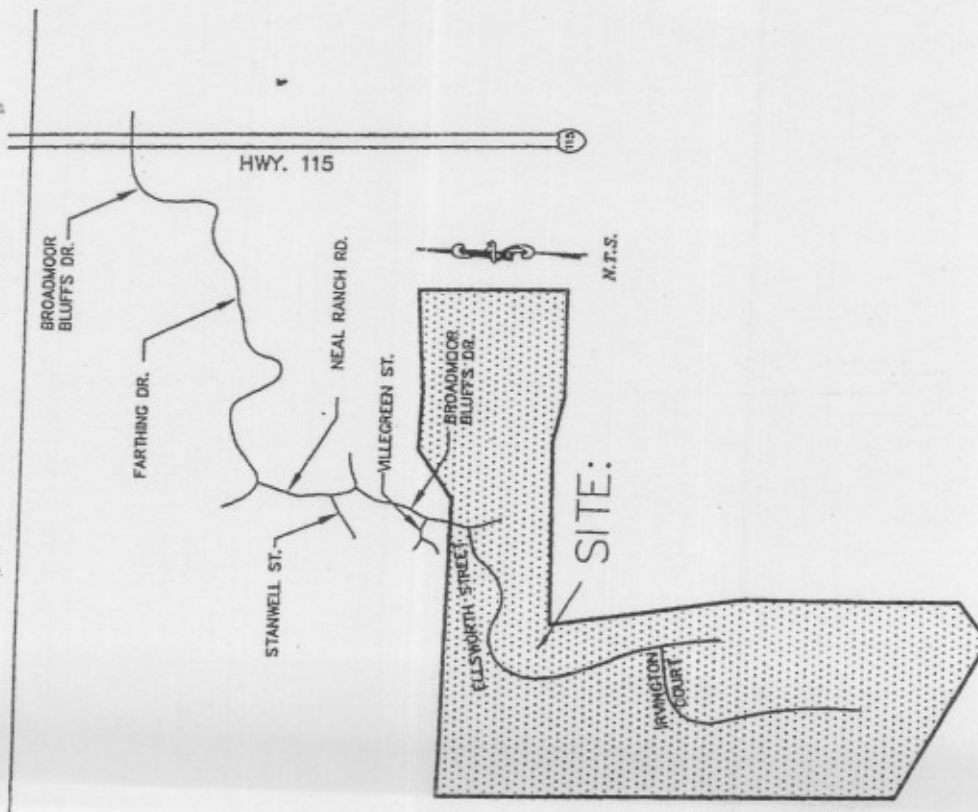 BROADMOOR
BLUFFS DR.
HWY. 115
115
FARTHING DR.
NEAL RANCH RD.
N.T.S.
STANWELL ST.
VILLEGREEN ST.
BROADMOOR
BLUFFS DR.
ELLSWORTH STREET
SITE:
IRVINGTON
COURT